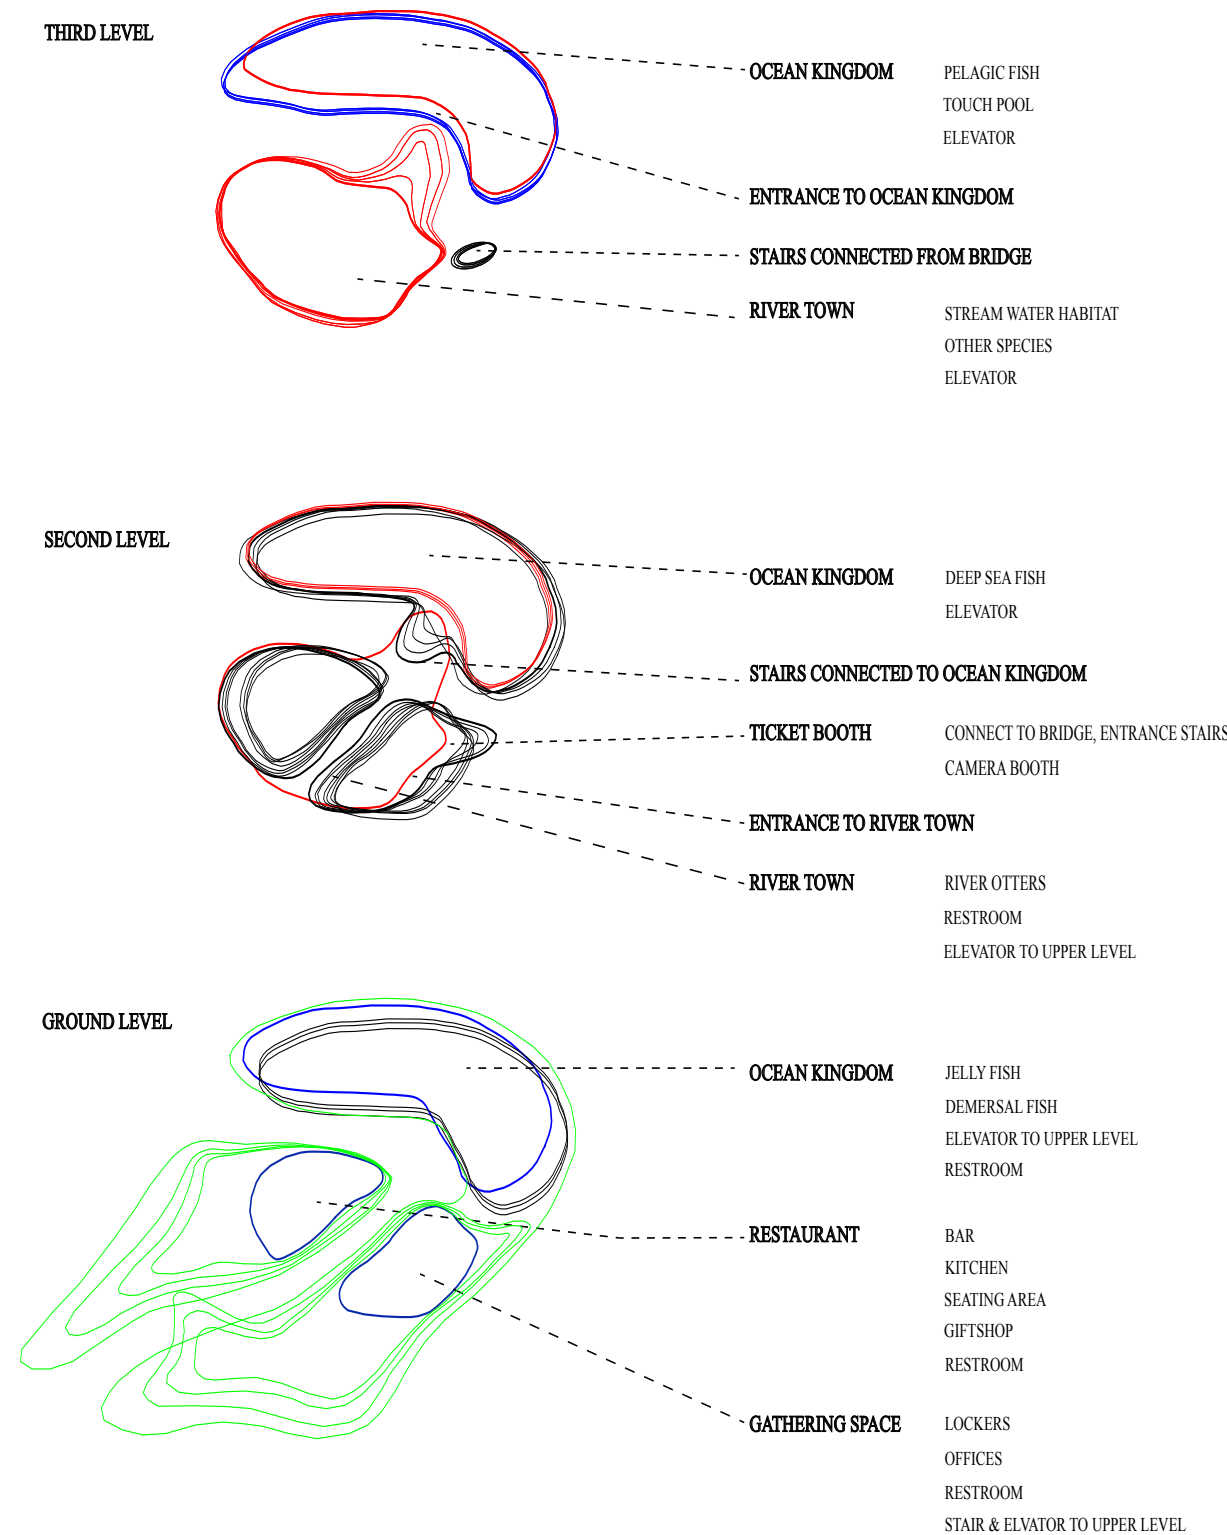 THIRD LEVEL
OCEAN KINGDOM PELAGIC FISH
TOUCH POOL
ELEVATOR
ENTRANCE TO OCEAN KINGDOM
STAIRS CONNECTED FROM BRIDGE
RIVER TOWN STREAM WATER HABITAT
OTHER SPECIES
ELEVATOR
SECOND LEVEL
OCEAN KINGDOM DEEP SEA FISH
ELEVATOR
STAIRS CONNECTED TO OCEAN KINGDOM
TICKET BOOTH CONNECT TO BRIDGE, ENTRANCE STAIRS
CAMERA BOOTH
ENTRANCE TO RIVER TOWN
RIVER TOWN RIVER OTTERS
RESTROOM
ELEVATOR TO UPPER LEVEL
GROUND LEVEL
OCEAN KINGDOM JELLY FISH
DEMERSAL FISH
ELEVATOR TO UPPER LEVEL
RESTROOM
RESTAURANT BAR
KITCHEN
SEATING AREA
GIFTSHOP
RESTROOM
GATHERING SPACE LOCKERS
OFFICES
RESTROOM
STAIR & ELVATOR TO UPPER LEVEL